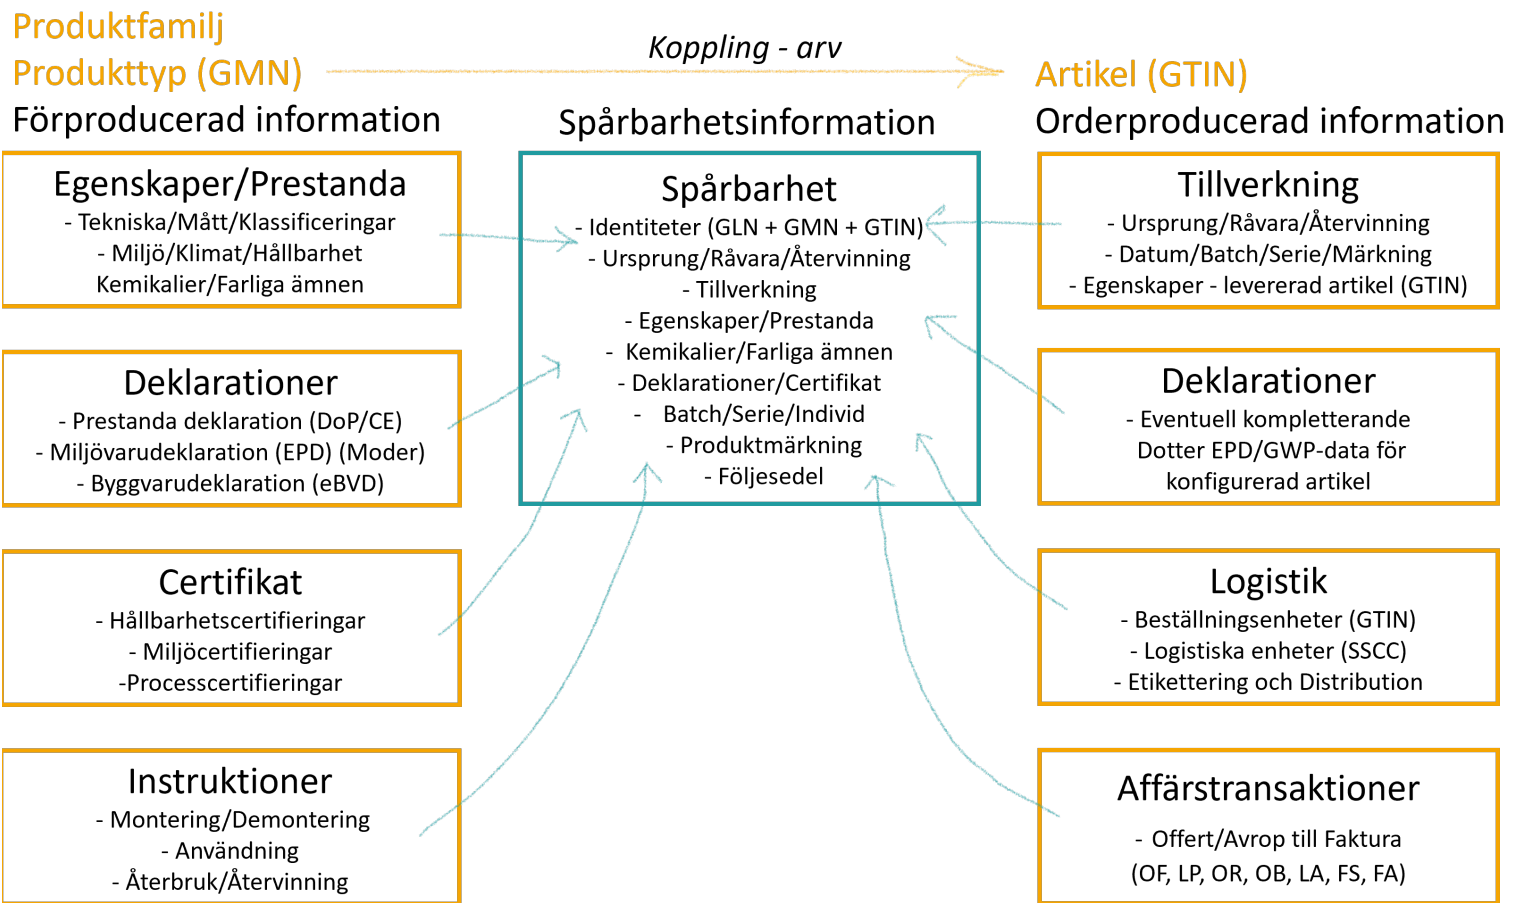 Produktfamilj
Produkttyp (GMN)
Koppling - arv
Artikel (GTIN)
Förproducerad information
Egenskaper/Prestanda
- Tekniska/Mått/Klassificeringar
- Miljö/Klimat/Hållbarhet
Kemikalier/Farliga ämnen
Deklarationer
- Prestanda deklaration (DoP/CE)
- Miljövarudeklaration (EPD) (Moder)
- Byggvarudeklaration (eBVD)
Certifikat
- Hållbarhetscertifieringar
- Miljöcertifieringar
-Processcertifieringar
Instruktioner
- Montering/Demontering
- Användning
- Återbruk/Återvinning
Spårbarhetsinformation
Spårbarhet
- Identiteter (GLN + GMN + GTIN)
- Ursprung/Råvara/Återvinning
- Tillverkning
- Egenskaper/Prestanda
- Kemikalier/Farliga ämnen
- Deklarationer/Certifikat
- Batch/Serie/Individ
- Produktmärkning
- Följesedel
Orderproducerad information
Tillverkning
- Ursprung/Råvara/Återvinning
- Datum/Batch/Serie/Märkning
- Egenskaper - levererad artikel (GTIN)
Deklarationer
- Eventuell kompletterande
Dotter EPD/GWP-data för
konfigurerad artikel
Logistik
- Beställningsenheter (GTIN)
- Logistiska enheter (SSCC)
- Etikettering och Distribution
Affärstransaktioner
- Offert/Avrop till Faktura
(OF, LP, OR, OB, LA, FS, FA)